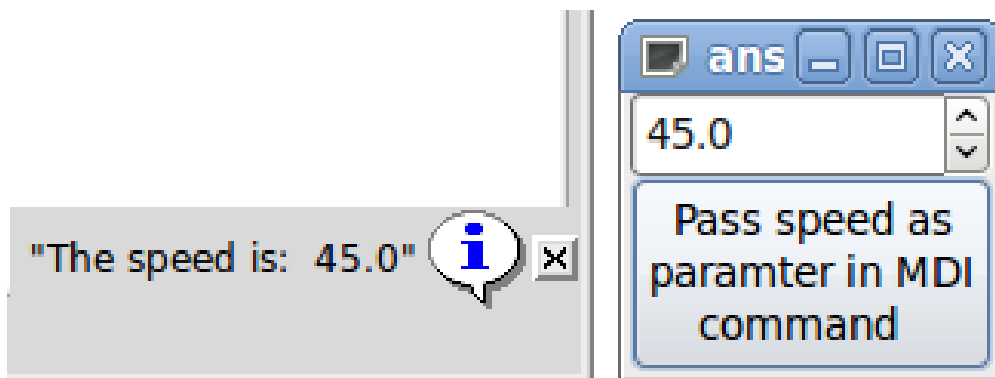 "The speed is:  45.0"
i
ans
45.0
Pass speed as
paramter in MDI
command